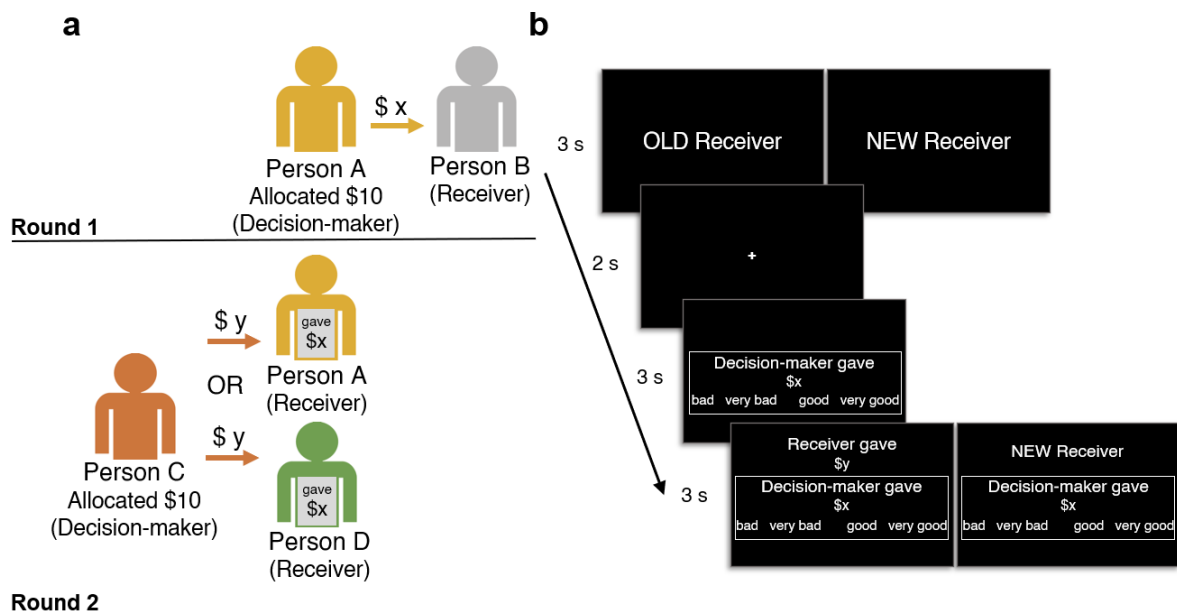 a
$ x
Person A
Allocated $10
(Decision-maker)
Person B
(Receiver)
Round 1
$ y
OR
$ y
Person C
Allocated $10
(Decision-maker)
gave
$x
Person A
(Receiver)
gave
$x
Person D
(Receiver)
Round 2
b
3 s
OLD Receiver
NEW Receiver
2 s
+
3 s
Decision-maker gave
$x
bad very bad good very good
3 s
Receiver gave
$y
Decision-maker gave
$x
bad very bad good very good
NEW Receiver
Decision-maker gave
$x
bad very bad good very good